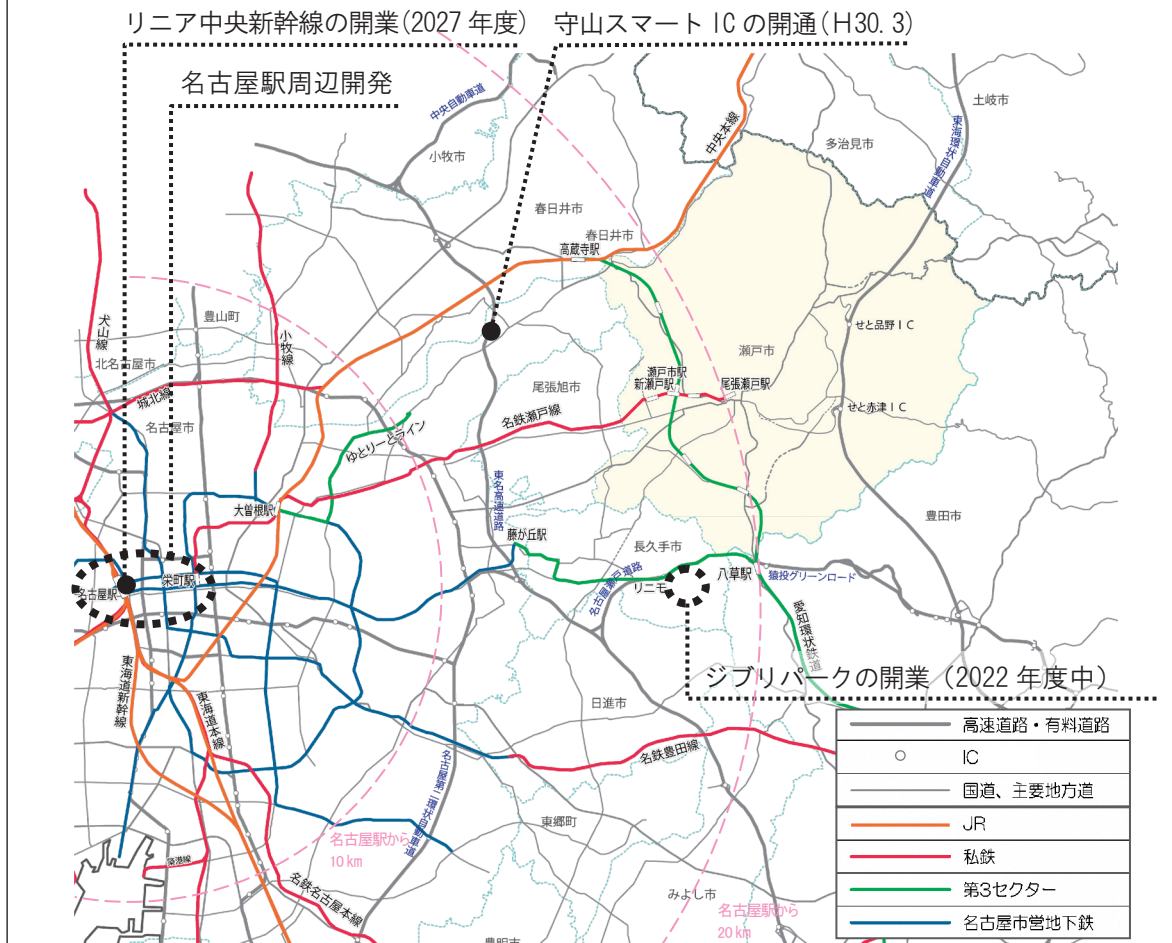 リニア中央新幹線の開業(2027 年度)
守山スマート IC の開通(H30.3)
名古屋駅周辺開発
中央自動車道
土岐市
東海環状自動車道
多治見市
中央本線
小牧市
春日井市
春日井市
高蔵寺駅
豊山町
犬山線
小牧線
北名古屋市
せと品野IC
瀬戸市
瀬戸市駅
新瀬戸駅
尾張瀬戸駅
尾張旭市
城北線
せと赤津IC
名鉄瀬戸線
名古屋市
ゆとりーとライン
東名高速道路
大曽根駅
豊田市
藤が丘駅
長久手市
八草駅
猿投グリーンロード
栄町駅
名古屋駅
リニモ
名古屋瀬戸道路
愛知環状鉄道
東海道新幹線
東海道本線
ジブリパークの開業(2022 年度中)
日進市
名鉄豊田線
名古屋第二環状自動車道
東郷町
名古屋駅から
10km
築港線
名鉄名古屋本線
みよし市
名古屋駅から
20km
豊明市
高速道路・有料道路
IC
国道、主要地方道
JR
私鉄
第3セクター
名古屋市営地下鉄